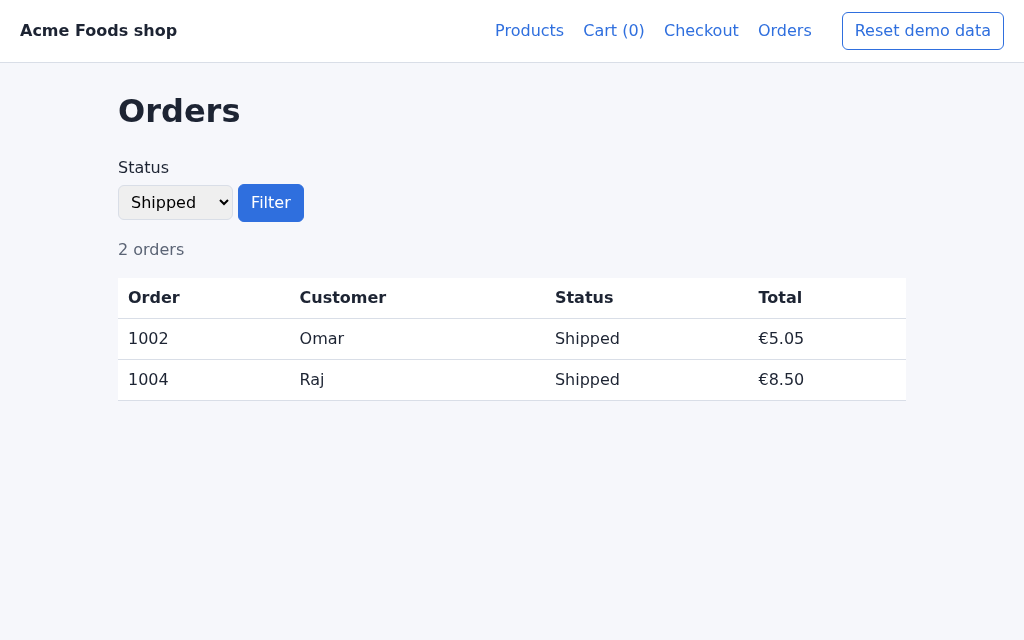 Acme Foods shop Products Cart (0) Checkout Orders Reset demo data
Orders
Status
Shipped Filter
2 orders
Order Customer Status Total
1002 Omar Shipped €5.05
1004 Raj Shipped €8.50